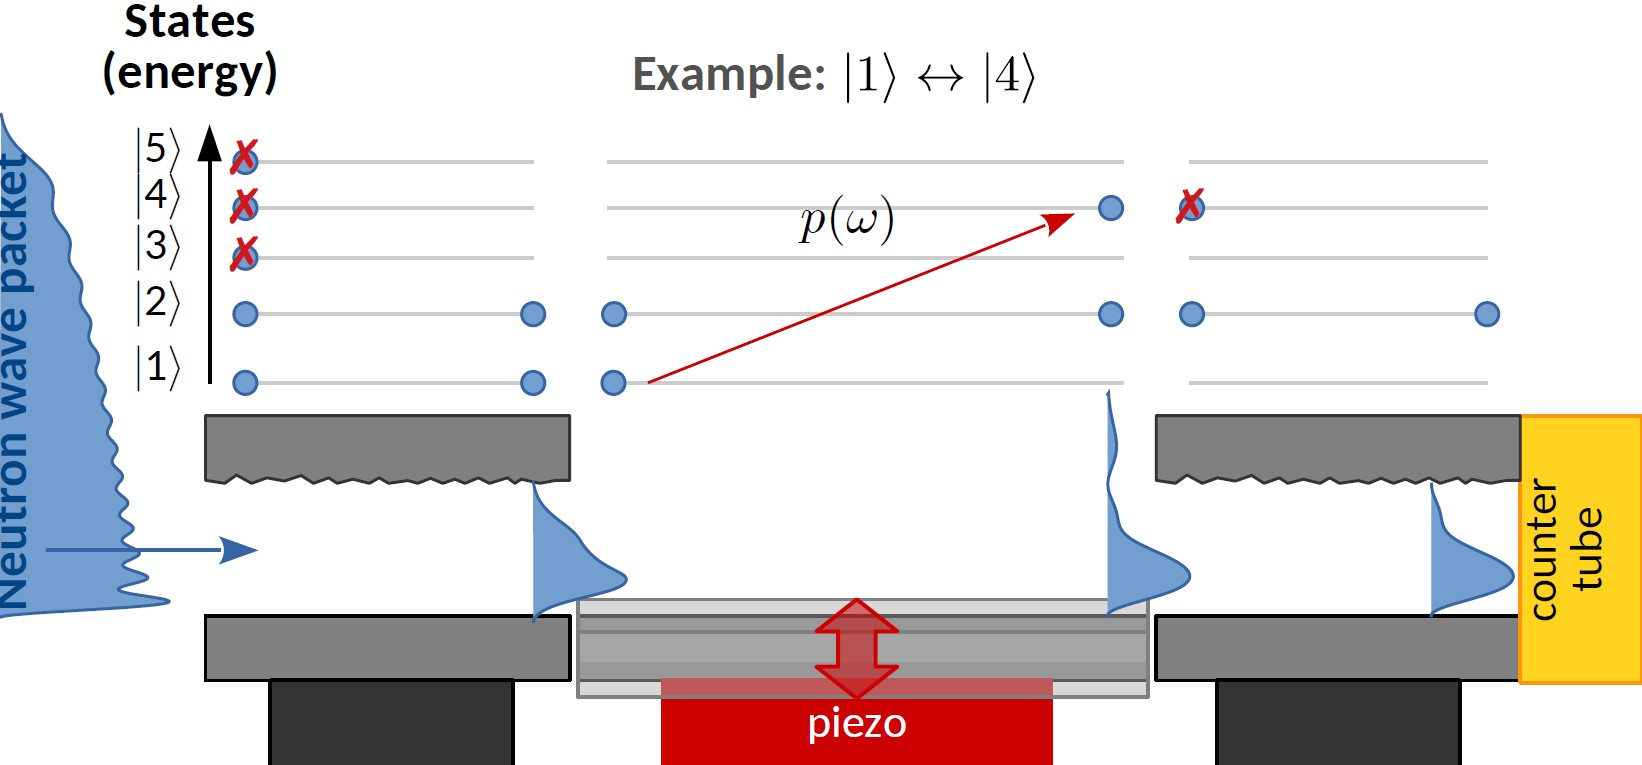 States
(energy)
Example: |1⟩ ↔ |4⟩
|5⟩
|4⟩
|3⟩
|2⟩
|1⟩
p(ω)
Neutron wave packet
counter
tube
piezo